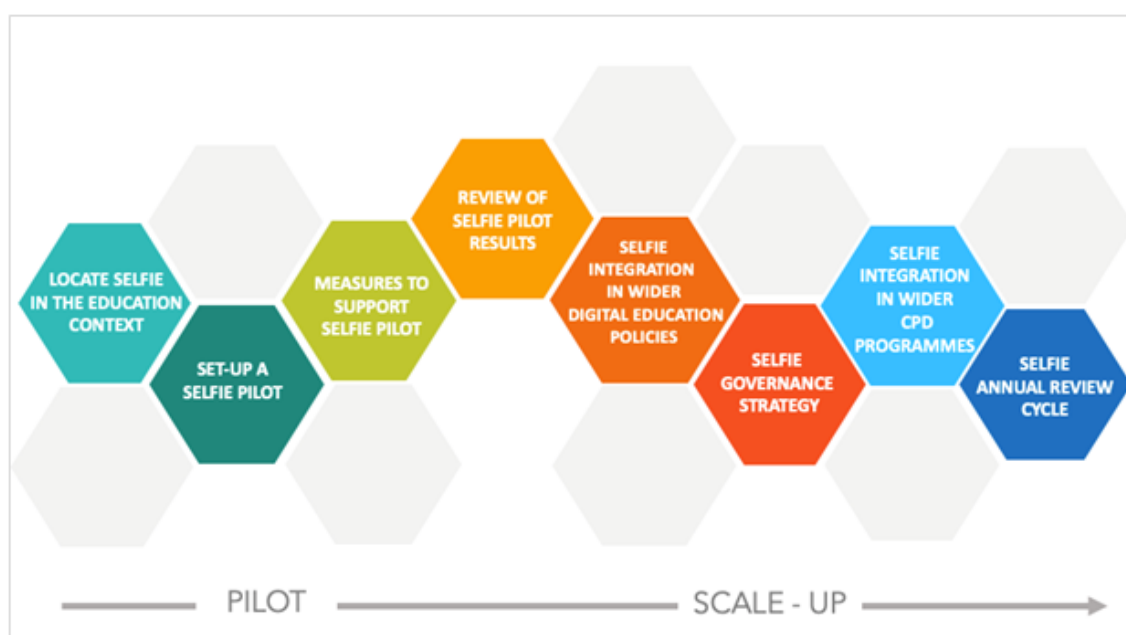 LOCATE SELFIE
IN THE EDUCATION
CONTEXT
SET-UP A
SELFIE PILOT
MEASURES TO
SUPPORT
SELFIE PILOT
REVIEW OF
SELFIE PILOT
RESULTS
SELFIE
INTEGRATION
IN WIDER
DIGITAL EDUCATION
POLICIES
SELFIE
GOVERNANCE
STRATEGY
SELFIE
INTEGRATION
IN WIDER
CPD
PROGRAMMES
SELFIE
ANNUAL REVIEW
CYCLE
PILOT
SCALE - UP